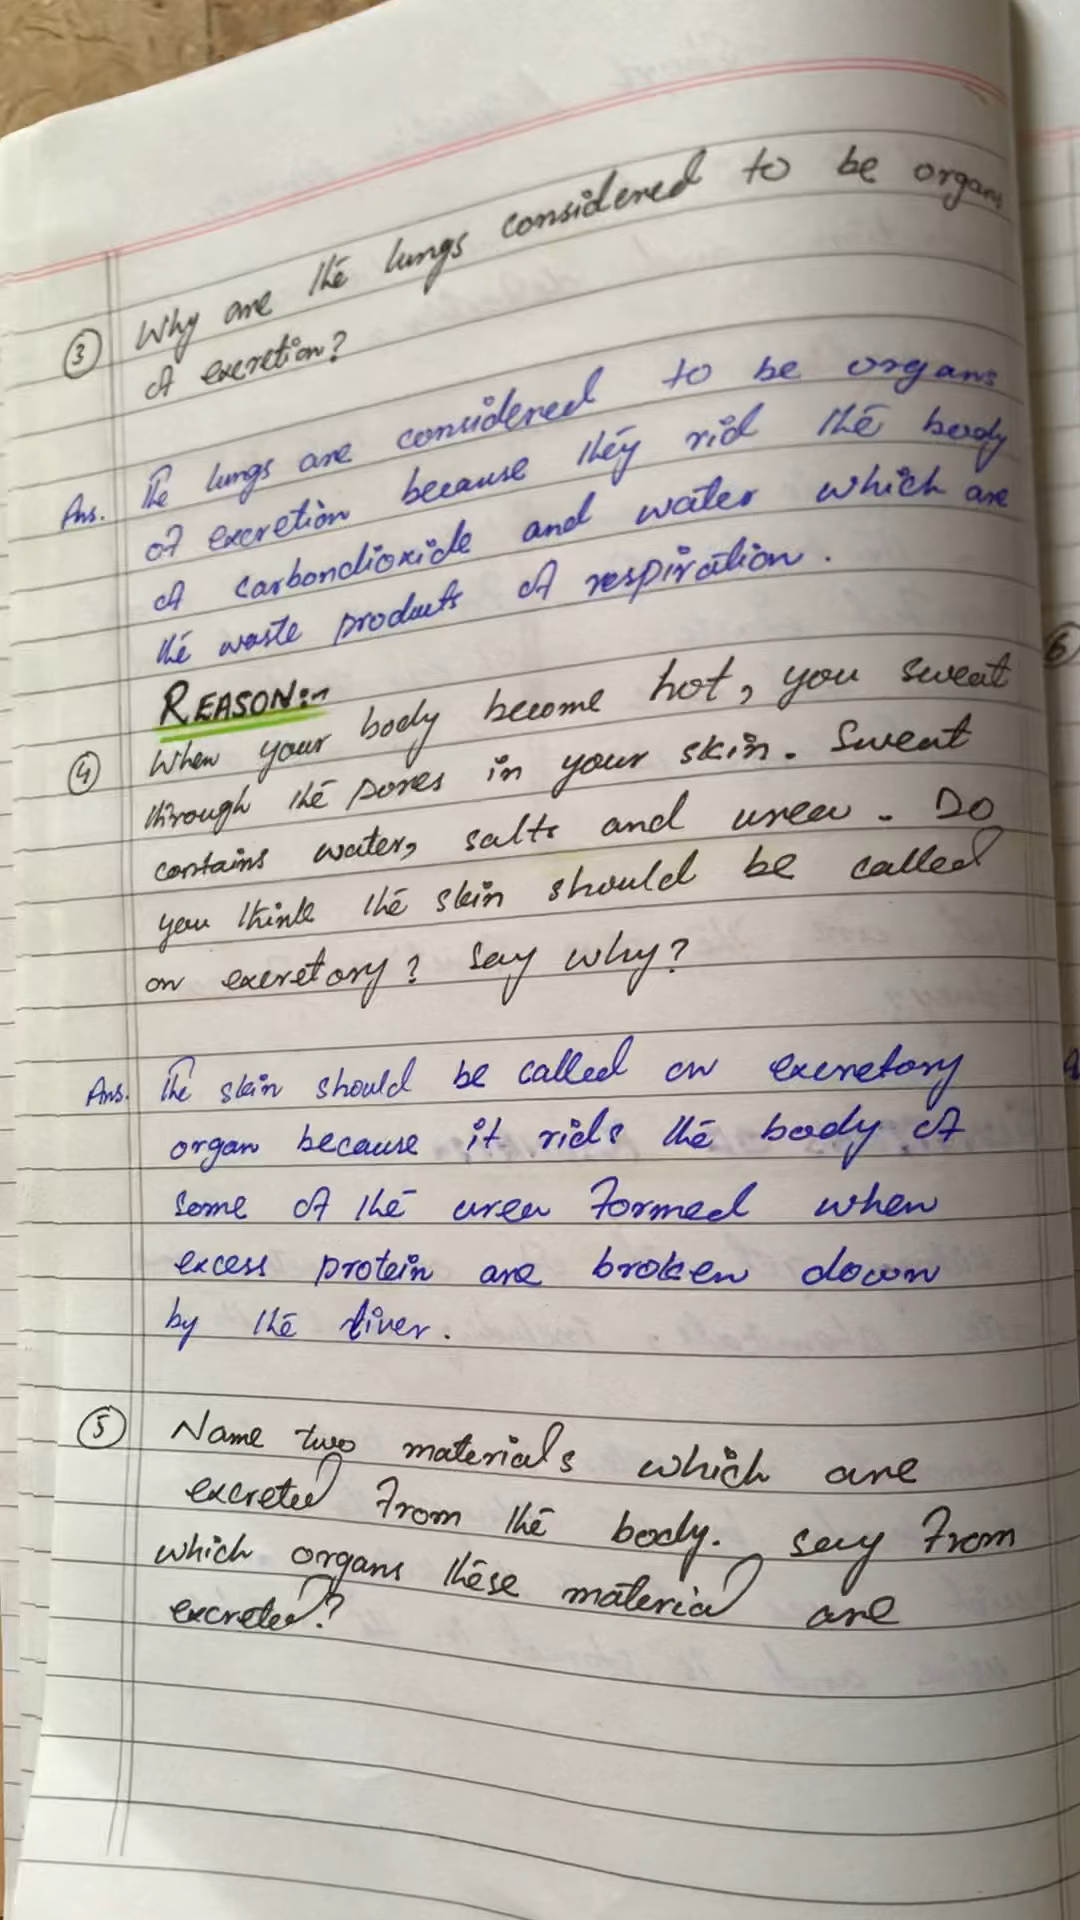 ③ Why are the lungs considered to be organs
of excretion?
Ans. The lungs are considered to be organs
of excretion because they rid the body
of carbondioxide and water which are
the waste products of respiration.
REASON:-
④ When your body become hot, you sweat
through the pores in your skin. Sweat
contains water, salts and urea. Do
you think the skin should be called
an excretory? Say why?
Ans. The skin should be called an excretory
organ because it rids the body of
some of the urea formed when
excess protein are broken down
by the liver.
⑤ Name two materials which are
excreted from the body. Say from
which organs these material are
excreted?
6